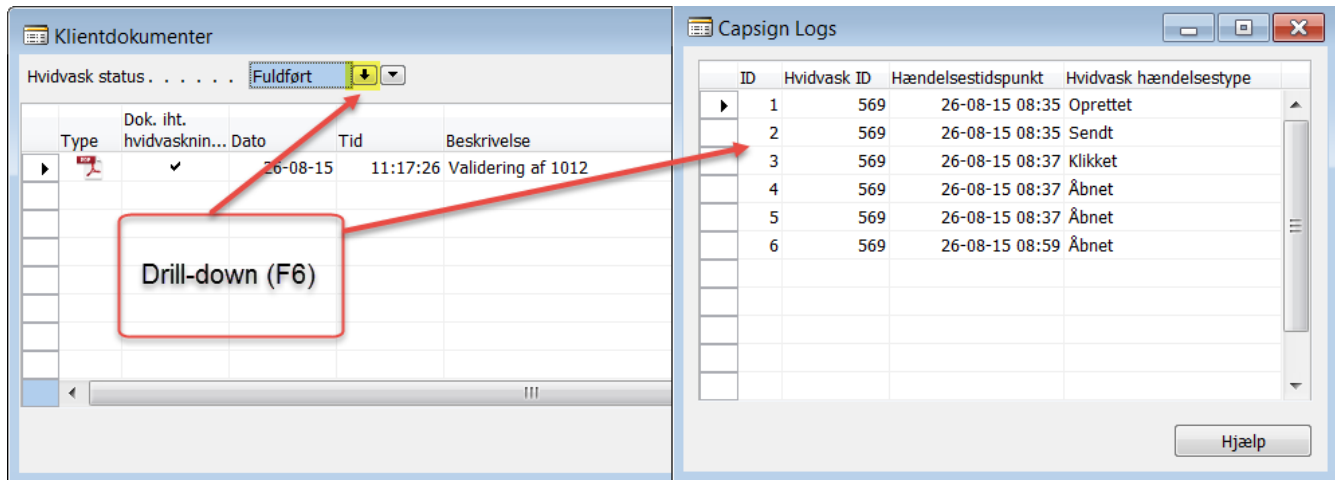 Klientdokumenter
Hvidvask status . . . . . . Fuldført
Dok. iht.
Type hvidvasknin... Dato Tid Beskrivelse
PDF 26-08-15 11:17:26 Validering af 1012
Drill-down (F6)
Capsign Logs
ID Hvidvask ID Hændelsestidspunkt Hvidvask hændelsestype
1 569 26-08-15 08:35 Oprettet
2 569 26-08-15 08:35 Sendt
3 569 26-08-15 08:37 Klikket
4 569 26-08-15 08:37 Åbnet
5 569 26-08-15 08:37 Åbnet
6 569 26-08-15 08:59 Åbnet
Hjælp